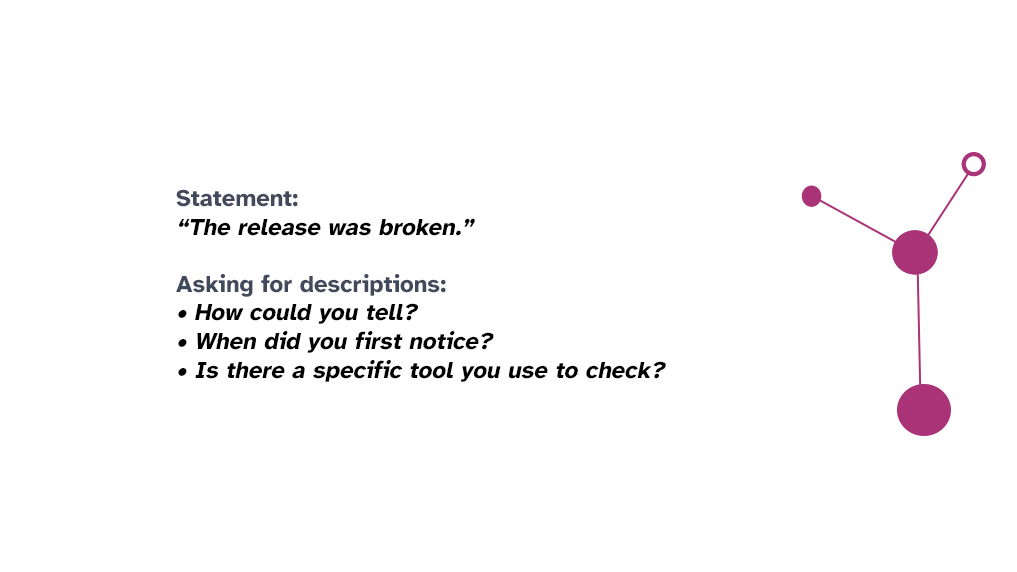 Statement:
“The release was broken.”
Asking for descriptions:
• How could you tell?
• When did you first notice?
• Is there a specific tool you use to check?